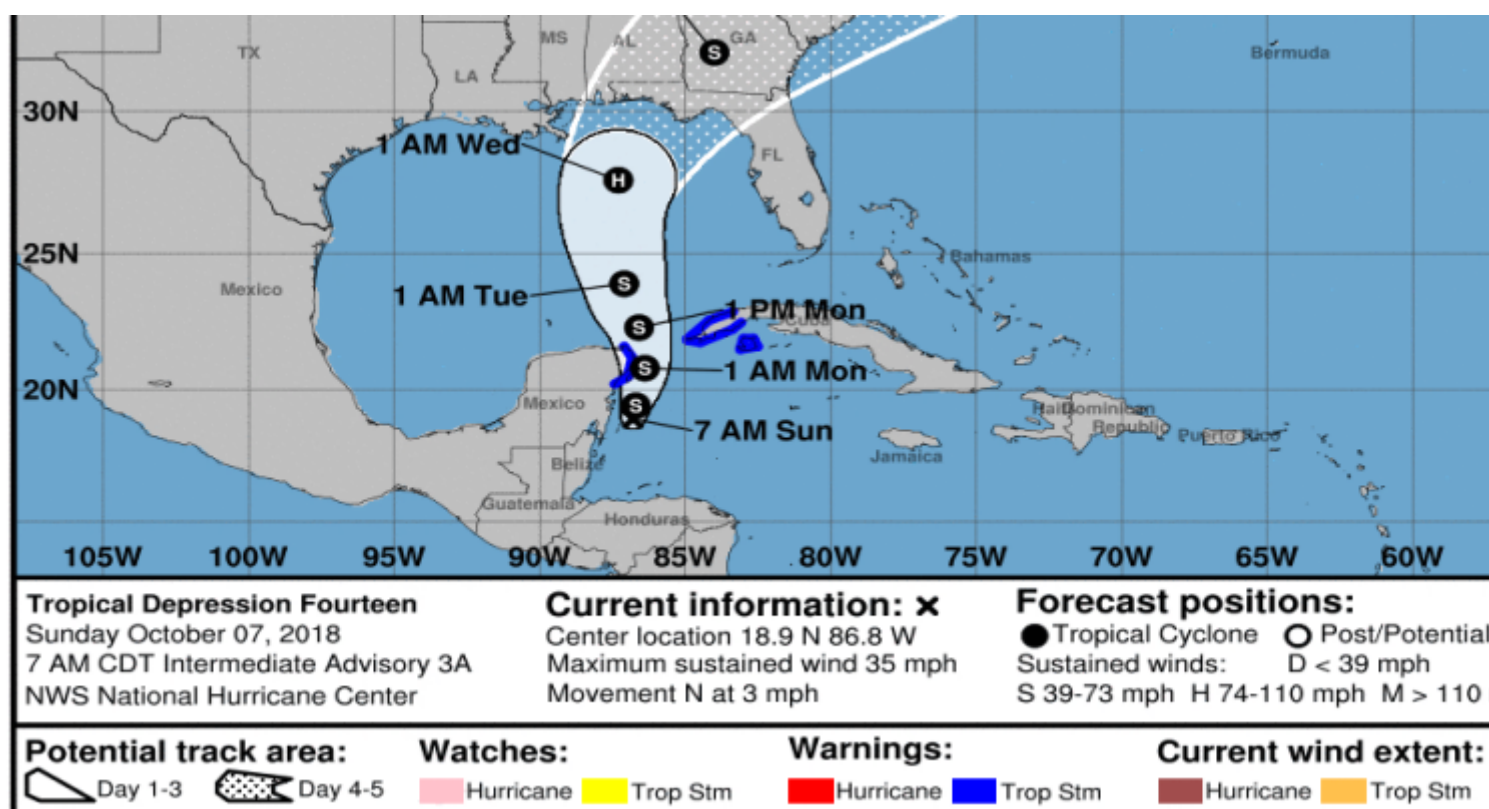 TX
MS
AL
GA
S
Bermuda
LA
30N
1 AM Wed
FL
H
25N
Bahamas
Mexico
1 AM Tue
S
1 PM Mon
S
Cuba
1 AM Mon
S
20N
Mexico
S
7 AM Sun
Haiti
Dominican
Republic
Puerto Rico
Jamaica
Belize
Guatemala
Honduras
105W 100W 95W 90W 85W 80W 75W 70W 65W 60W
Tropical Depression Fourteen
Sunday October 07, 2018
7 AM CDT Intermediate Advisory 3A
NWS National Hurricane Center
Current information: x
Center location 18.9 N 86.8 W
Maximum sustained wind 35 mph
Movement N at 3 mph
Forecast positions:
Tropical Cyclone Post/Potential
Sustained winds: D < 39 mph
S 39-73 mph H 74-110 mph M > 110
Potential track area:
Day 1-3 Day 4-5
Watches:
Hurricane Trop Stm
Warnings:
Hurricane Trop Stm
Current wind extent:
Hurricane Trop Stm